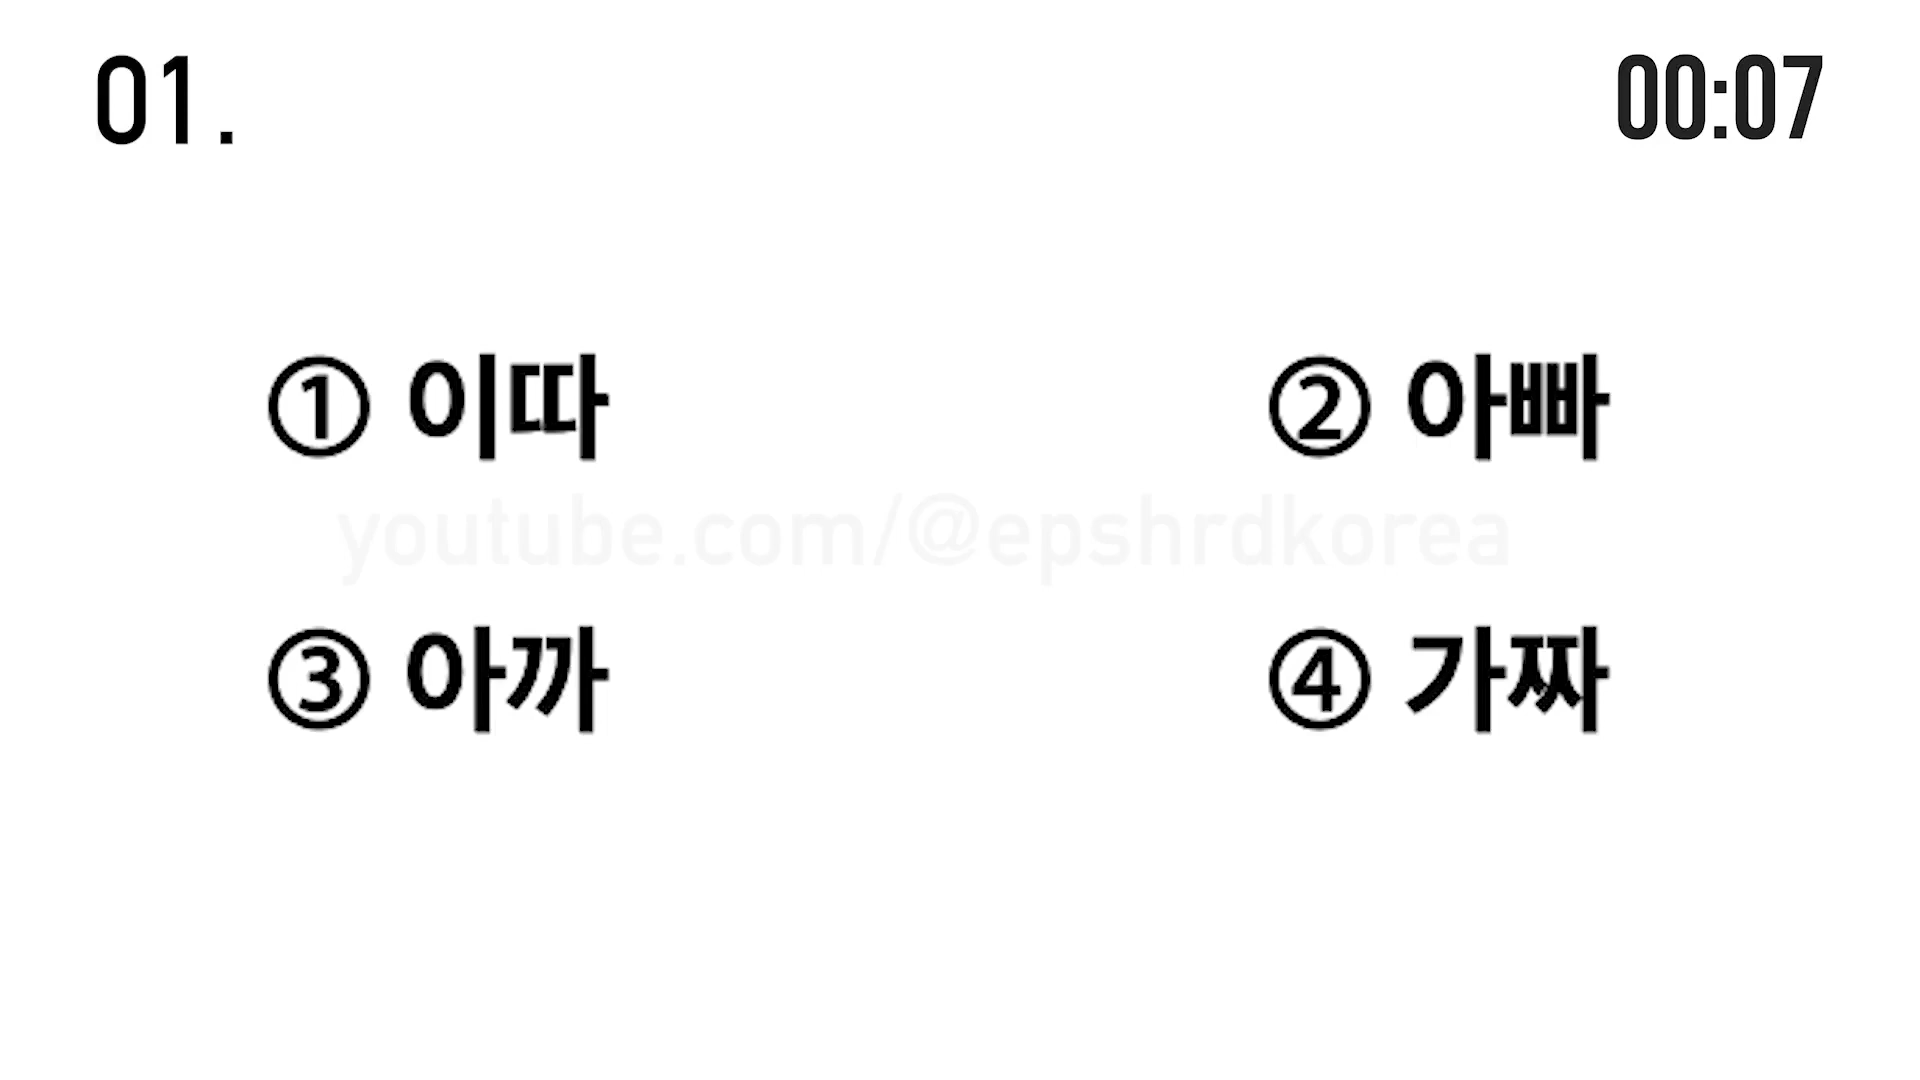 01. 00:07
① 이따 ② 아빠
youtube.com/@epshrdkorea
③ 아까 ④ 가짜